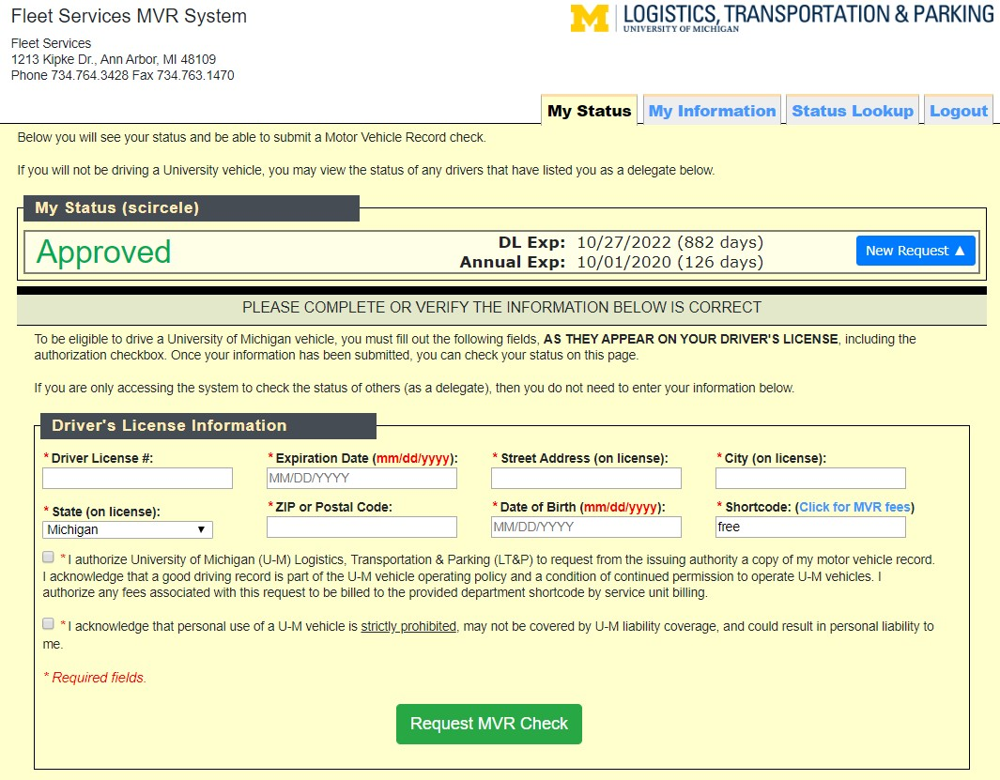 Fleet Services MVR System
M LOGISTICS, TRANSPORTATION & PARKING
UNIVERSITY OF MICHIGAN
Fleet Services
1213 Kipke Dr., Ann Arbor, MI 48109
Phone 734.764.3428 Fax 734.763.1470
My Status My Information Status Lookup Logout
Below you will see your status and be able to submit a Motor Vehicle Record check.
If you will not be driving a University vehicle, you may view the status of any drivers that have listed you as a delegate below.
My Status (scircele)
Approved
DL Exp: 10/27/2022 (882 days)
Annual Exp: 10/01/2020 (126 days)
New Request ▲
PLEASE COMPLETE OR VERIFY THE INFORMATION BELOW IS CORRECT
To be eligible to drive a University of Michigan vehicle, you must fill out the following fields, AS THEY APPEAR ON YOUR DRIVER'S LICENSE, including the
authorization checkbox. Once your information has been submitted, you can check your status on this page.
If you are only accessing the system to check the status of others (as a delegate), then you do not need to enter your information below.
Driver's License Information
* Driver License #: * Expiration Date (mm/dd/yyyy): * Street Address (on license): * City (on license):
MM/DD/YYYY
* State (on license): * ZIP or Postal Code: * Date of Birth (mm/dd/yyyy): * Shortcode: (Click for MVR fees)
Michigan ▼ MM/DD/YYYY free
* I authorize University of Michigan (U-M) Logistics, Transportation & Parking (LT&P) to request from the issuing authority a copy of my motor vehicle record.
I acknowledge that a good driving record is part of the U-M vehicle operating policy and a condition of continued permission to operate U-M vehicles. I
authorize any fees associated with this request to be billed to the provided department shortcode by service unit billing.
* I acknowledge that personal use of a U-M vehicle is strictly prohibited, may not be covered by U-M liability coverage, and could result in personal liability to
me.
* Required fields.
Request MVR Check